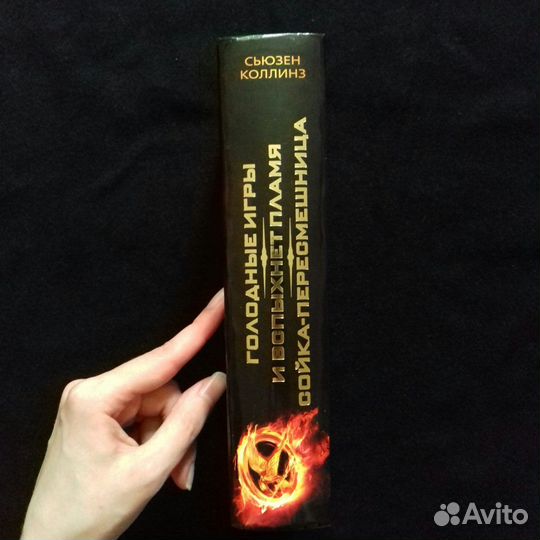 СЬЮЗЕН
КОЛЛИНЗ
ГОЛОДНЫЕ ИГРЫ
И ВСПЫХНЕТ ПЛАМЯ
СОЙКА-ПЕРЕСМЕШНИЦА
Avito